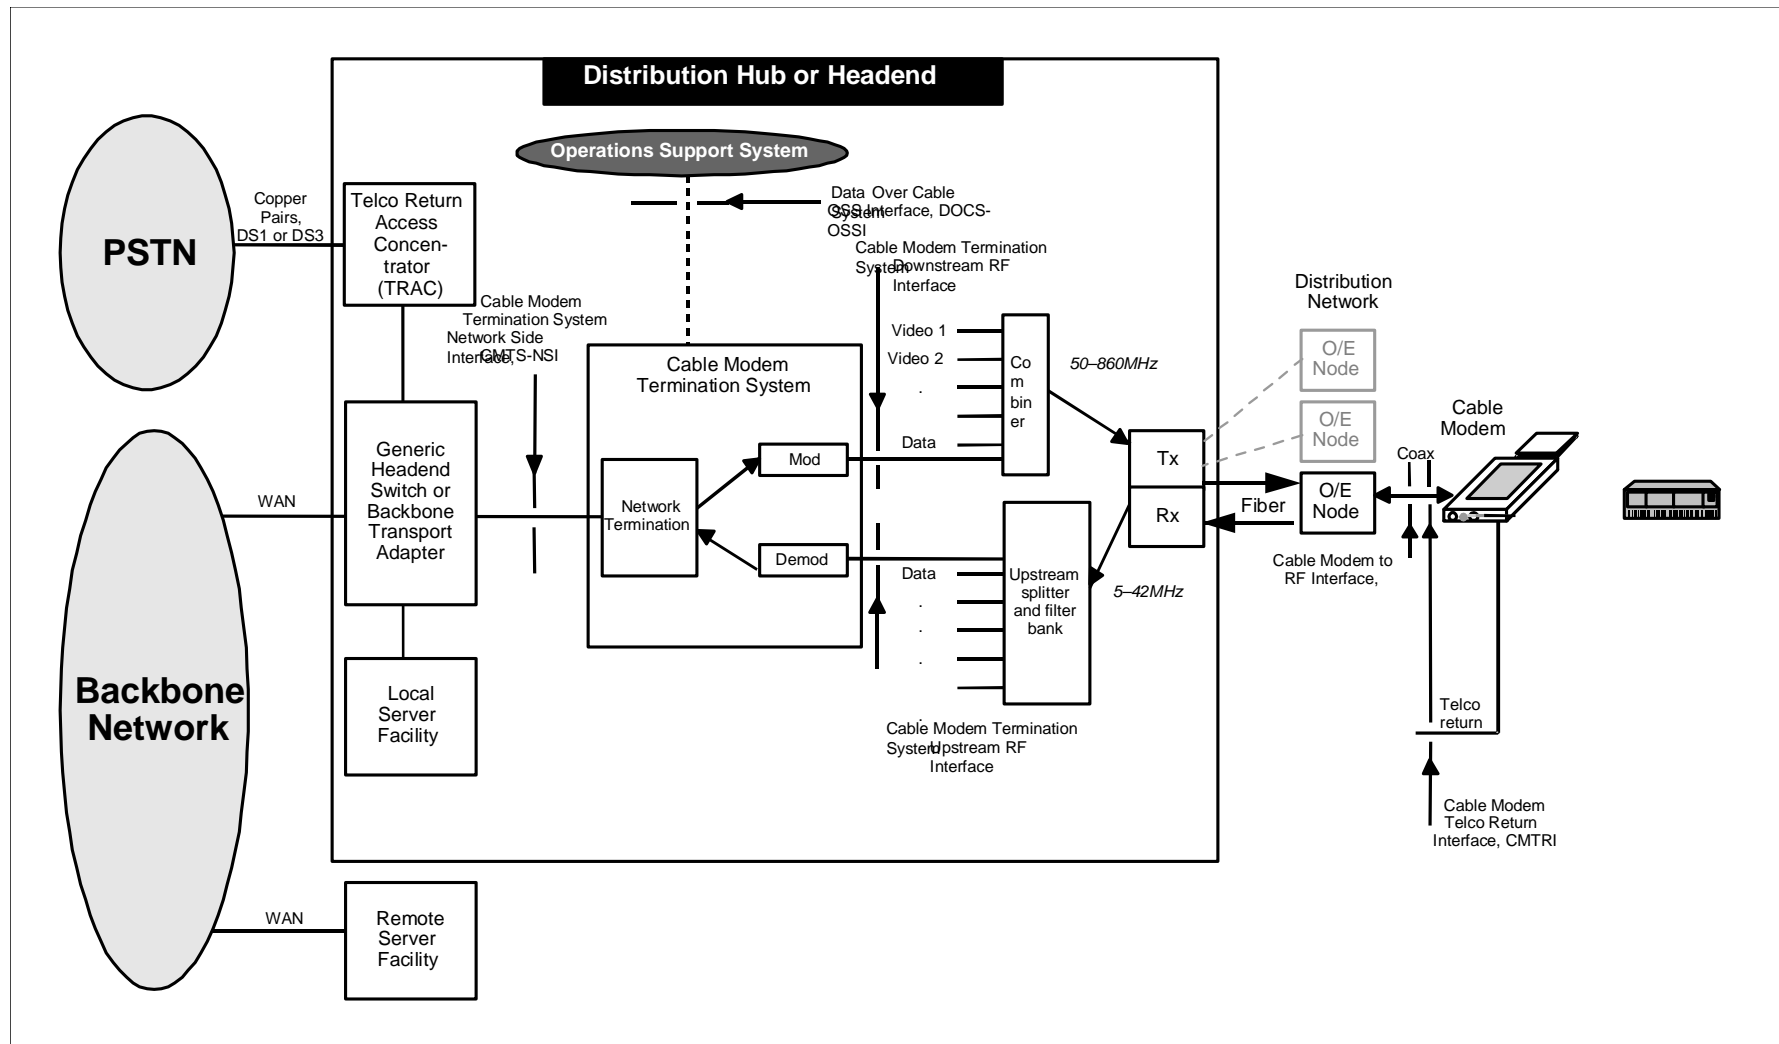 Distribution Hub or Headend
Operations Support System
PSTN
Copper
Pairs,
DS1 or DS3
Telco Return
Access
Concen-
trator
(TRAC)
Data Over Cable
System
OSS Interface, DOCS-
OSSI
Cable Modem Termination
System
Downstream RF
Interface
Cable Modem
Termination System
Network Side
Interface,
CMTS-NSI
Cable Modem
Termination System
Video 1
Video 2
.
Data
Co
m
bin
er
50–860MHz
Distribution
Network
O/E
Node
O/E
Node
O/E
Node
Cable
Modem
Coax
Generic
Headend
Switch or
Backbone
Transport
Adapter
WAN
Network
Termination
Mod
Demod
Tx
Rx
Fiber
Data
.
.
.
.
Upstream
splitter
and filter
bank
5–42MHz
Cable Modem to
RF Interface,
Backbone
Network
Local
Server
Facility
Cable Modem Termination
System
Upstream RF
Interface
Telco
return
Cable Modem
Telco Return
Interface, CMTRI
WAN
Remote
Server
Facility